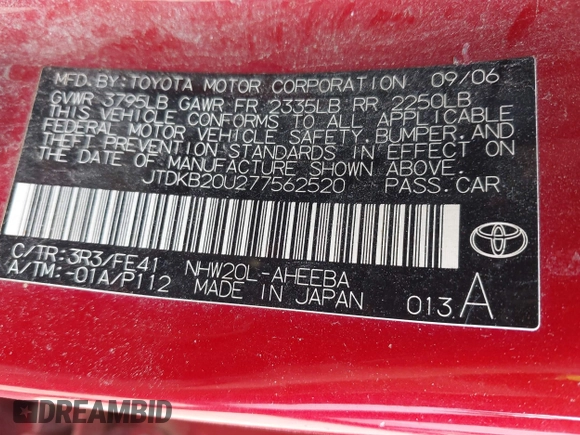 MFD.BY:TOYOTA MOTOR CORPORATION 09/06
GVWR 3795LB GAWR FR 2335LB RR 2250LB
THIS VEHICLE CONFORMS TO ALL APPLICABLE
FEDERAL MOTOR VEHICLE SAFETY, BUMPER, AND
THEFT PREVENTION STANDARDS IN EFFECT ON
THE DATE OF MANUFACTURE SHOWN ABOVE.
JTDKB20U277562520 PASS.CAR
C/TR:3R3/FE41 NHW20L-AHEEBA
A/TM:-01A/P112 MADE IN JAPAN 013 A
DREAMBID